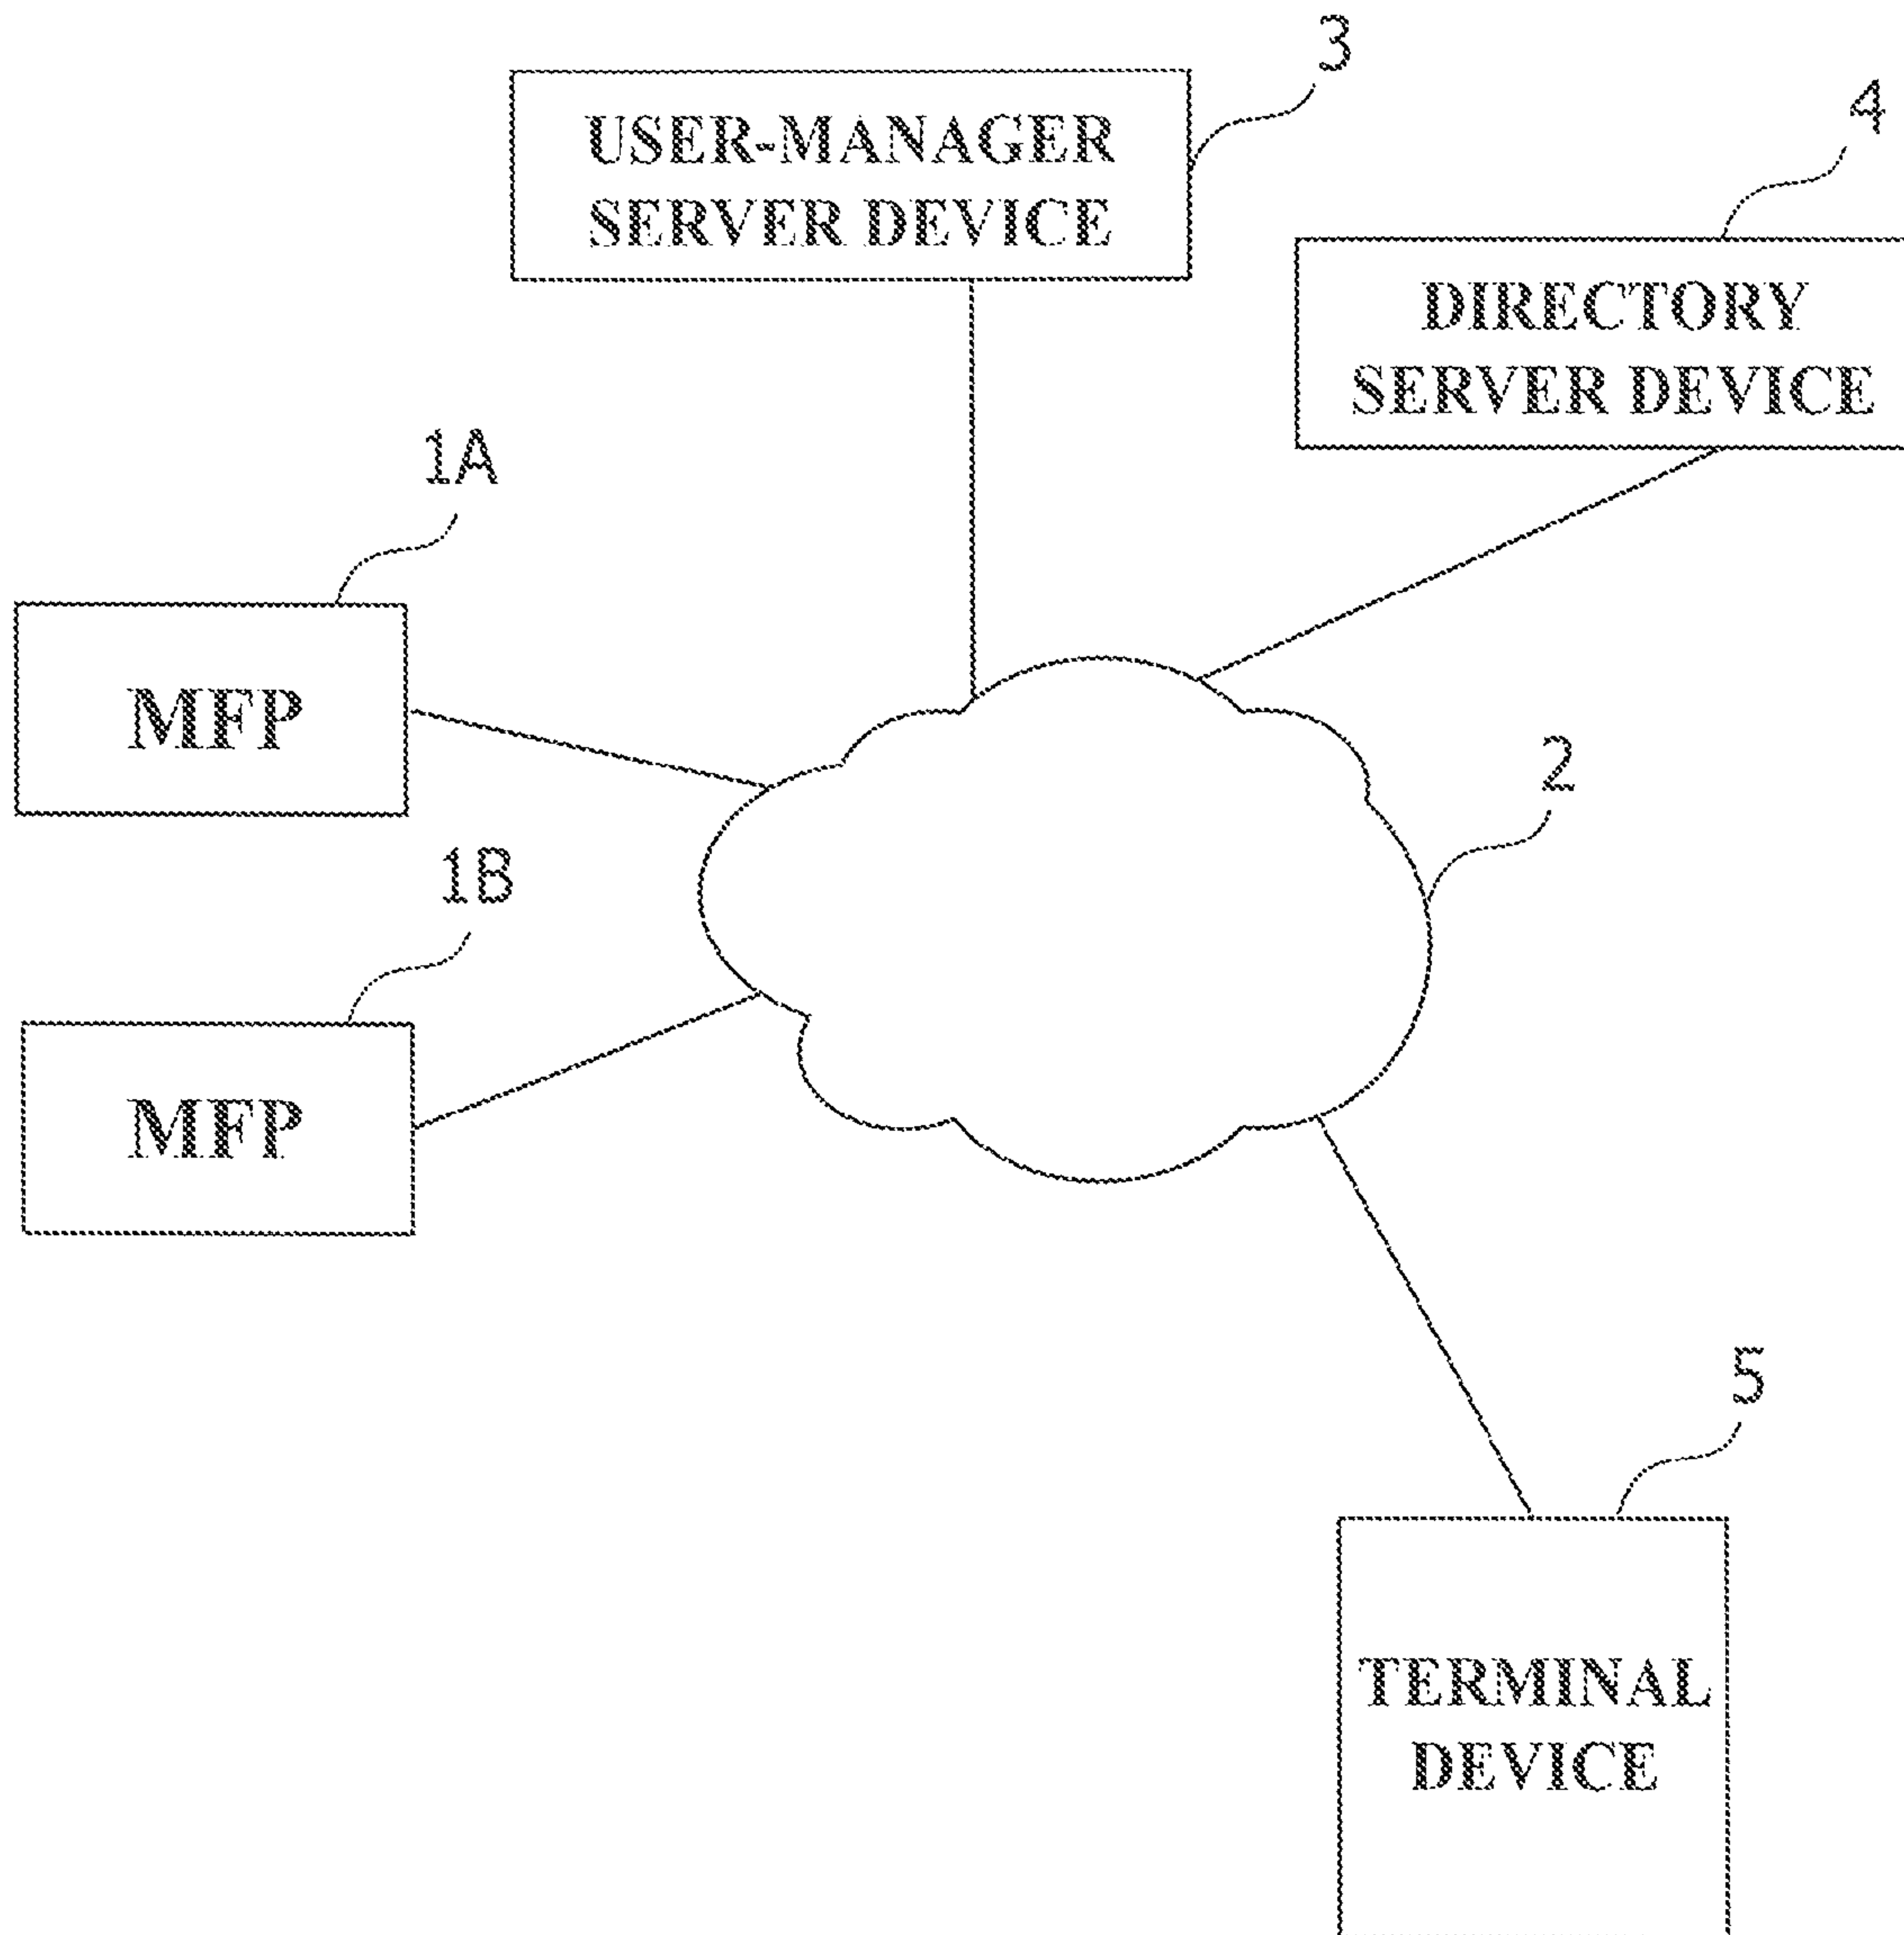 3
USER-MANAGER
SERVER DEVICE
4
DIRECTORY
SERVER DEVICE
1A
MFP
2
1B
MFP
5
TERMINAL
DEVICE